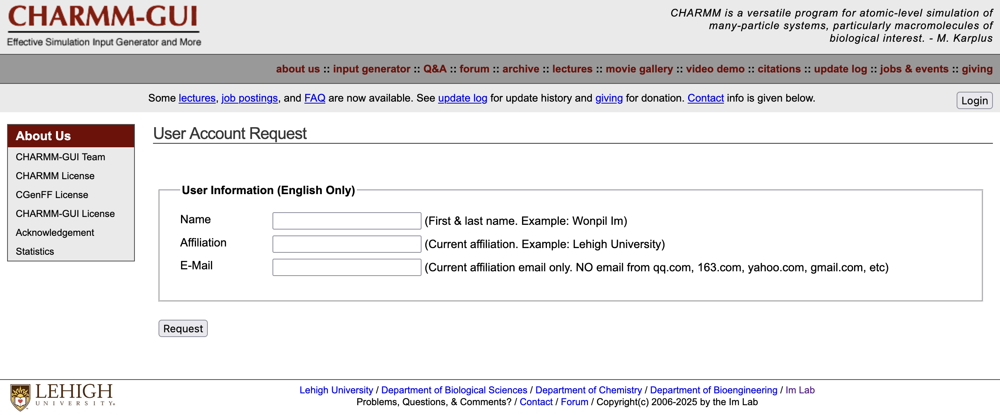 CHARMM-GUI
Effective Simulation Input Generator and More
CHARMM is a versatile program for atomic-level simulation of
many-particle systems, particularly macromolecules of
biological interest. - M. Karplus
about us :: input generator :: Q&A :: forum :: archive :: lectures :: movie gallery :: video demo :: citations :: update log :: jobs & events :: giving
Some lectures, job postings, and FAQ are now available. See update log for update history and giving for donation. Contact info is given below.
Login
About Us
CHARMM-GUI Team
CHARMM License
CGenFF License
CHARMM-GUI License
Acknowledgement
Statistics
User Account Request
User Information (English Only)
Name (First & last name. Example: Wonpil Im)
Affiliation (Current affiliation. Example: Lehigh University)
E-Mail (Current affiliation email only. NO email from qq.com, 163.com, yahoo.com, gmail.com, etc)
Request
LEHIGH
UNIVERSITY®
Lehigh University / Department of Biological Sciences / Department of Chemistry / Department of Bioengineering / Im Lab
Problems, Questions, & Comments? / Contact / Forum / Copyright(c) 2006-2025 by the Im Lab